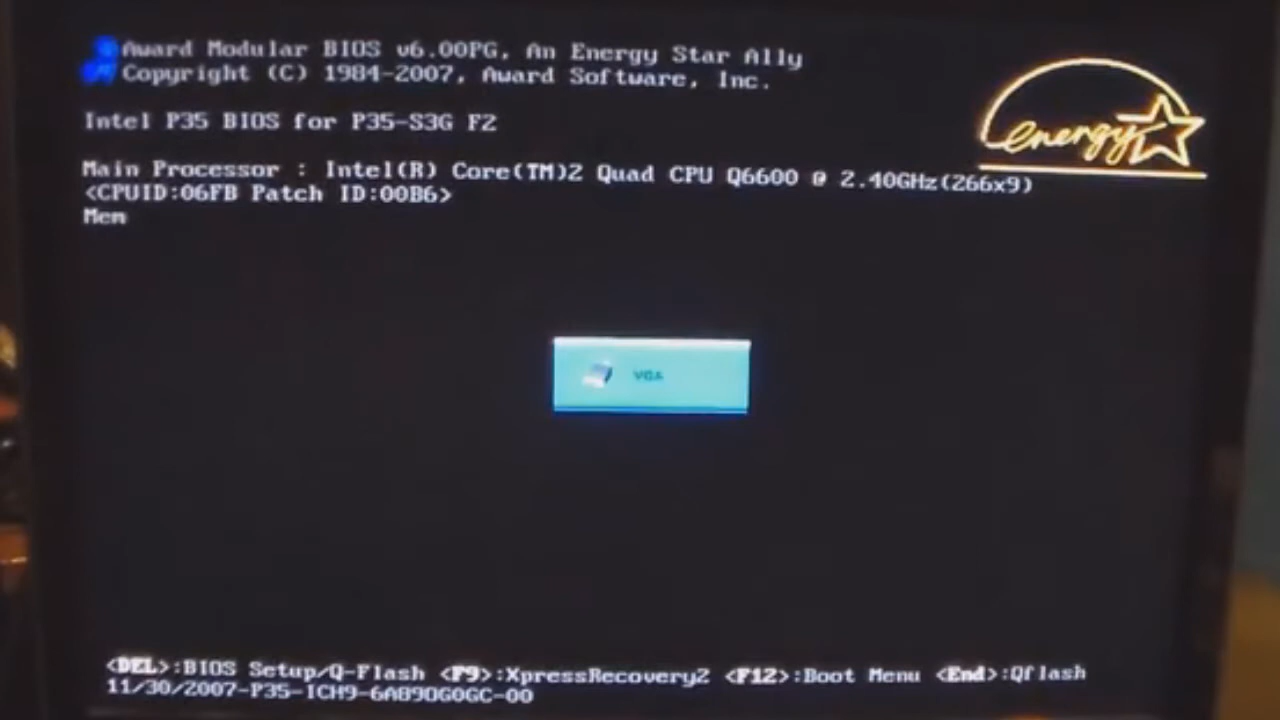 Award Modular BIOS v6.00PG, An Energy Star Ally
Copyright (C) 1984-2007, Award Software, Inc.
energy
Intel P35 BIOS for P35-S3G F2
Main Processor : Intel(R) Core(TM)2 Quad CPU Q6600 @ 2.40GHz(266x9)
<CPUID:06FB Patch ID:00B6>
Mem
VGA
<DEL>:BIOS Setup/Q-Flash <F9>:XpressRecovery2 <F12>:Boot Menu <End>:Qflash
11/30/2007-P35-ICH9-6A89OG0GC-00